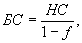 БС = НС / (1 − f),